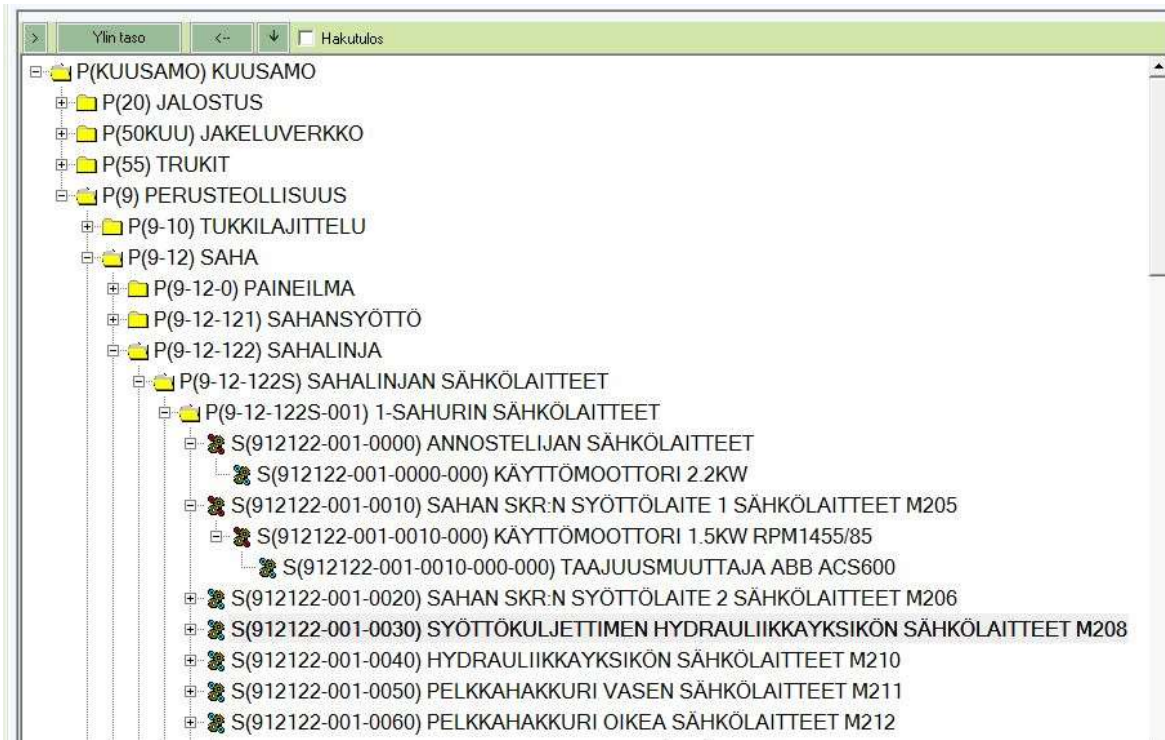 > Ylin taso <-- Hakutulos
P(KUUSAMO) KUUSAMO
P(20) JALOSTUS
P(50KUU) JAKELUVERKKO
P(55) TRUKIT
P(9) PERUSTEOLLISUUS
P(9-10) TUKKILAJITTELU
P(9-12) SAHA
P(9-12-0) PAINEILMA
P(9-12-121) SAHANSYÖTTÖ
P(9-12-122) SAHALINJA
P(9-12-122S) SAHALINJAN SÄHKÖLAITTEET
P(9-12-122S-001) 1-SAHURIN SÄHKÖLAITTEET
S(912122-001-0000) ANNOSTELIJAN SÄHKÖLAITTEET
S(912122-001-0000-000) KÄYTTÖMOOTTORI 2.2KW
S(912122-001-0010) SAHAN SKR:N SYÖTTÖLAITE 1 SÄHKÖLAITTEET M205
S(912122-001-0010-000) KÄYTTÖMOOTTORI 1.5KW RPM1455/85
S(912122-001-0010-000-000) TAAJUUSMUUTTAJA ABB ACS600
S(912122-001-0020) SAHAN SKR:N SYÖTTÖLAITE 2 SÄHKÖLAITTEET M206
S(912122-001-0030) SYÖTTÖKULJETTIMEN HYDRAULIIKKAYKSIKÖN SÄHKÖLAITTEET M208
S(912122-001-0040) HYDRAULIIKKAYKSIKÖN SÄHKÖLAITTEET M210
S(912122-001-0050) PELKKAHAKKURI VASEN SÄHKÖLAITTEET M211
S(912122-001-0060) PELKKAHAKKURI OIKEA SÄHKÖLAITTEET M212